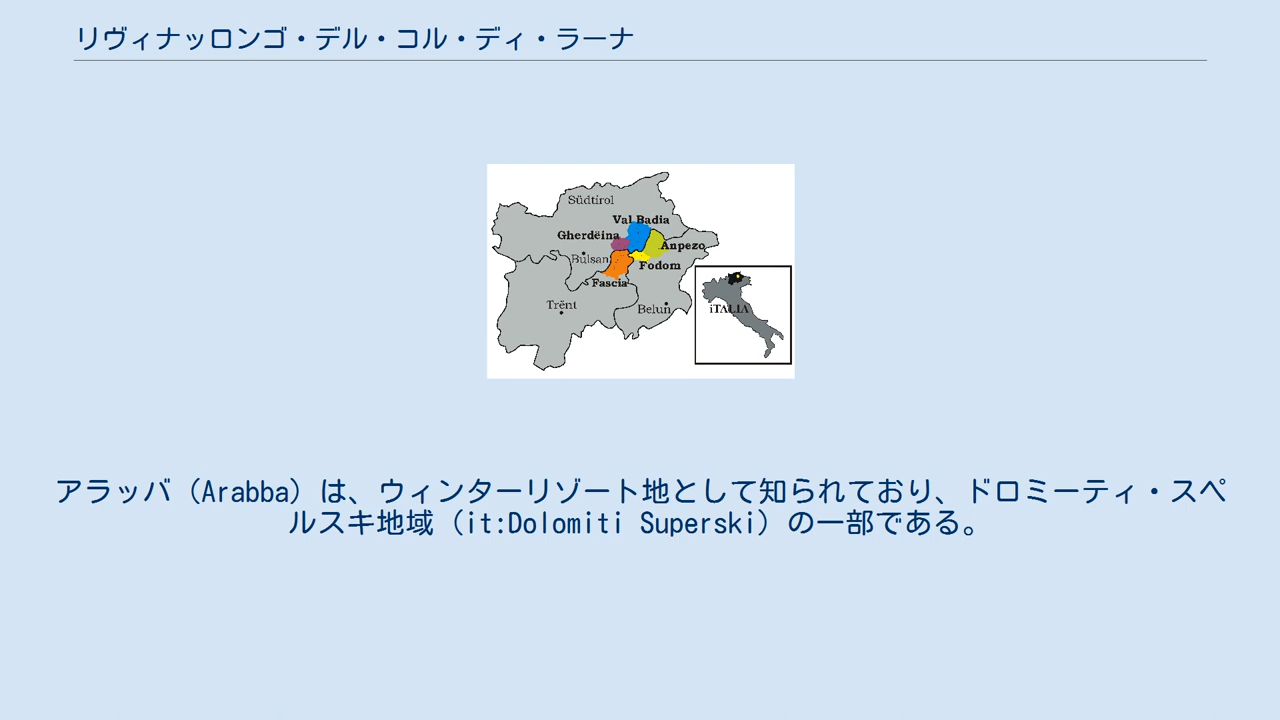 リヴィナッロンゴ・デル・コル・ディ・ラーナ
Südtirol
Val Badia
Gherdëina
Anpezo
Bulsan
Fodom
Fascia
Trënt
Belun
iTALIA
アラッバ（Arabba）は、ウィンターリゾート地として知られており、ドロミーティ・スペ
ルスキ地域（it:Dolomiti Superski）の一部である。